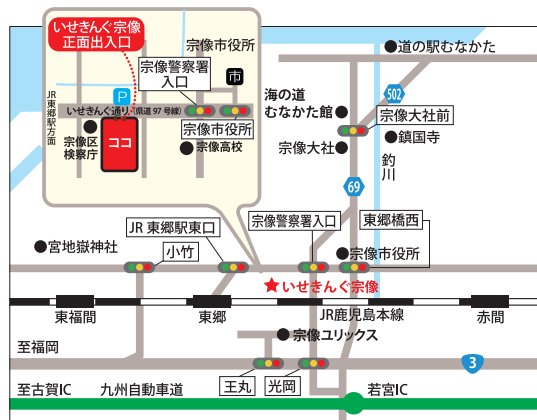 いせきんぐ宗像
正面出入口
宗像市役所
宗像警察署
入口
市
P
JR東郷駅方面
いせきんぐ通り(県道97号線)
宗像市役所
宗像区
検察庁
ココ
宗像高校
道の駅むなかた
502
海の道
むなかた館
宗像大社前
宗像大社
鎮国寺
釣川
69
宮地嶽神社
小竹
JR東郷駅東口
宗像警察署入口
東郷橋西
宗像市役所
いせきんぐ宗像
東福間
東郷
JR鹿児島本線
赤間
宗像ユリックス
至福岡
3
王丸
光岡
至古賀IC
九州自動車道
若宮IC